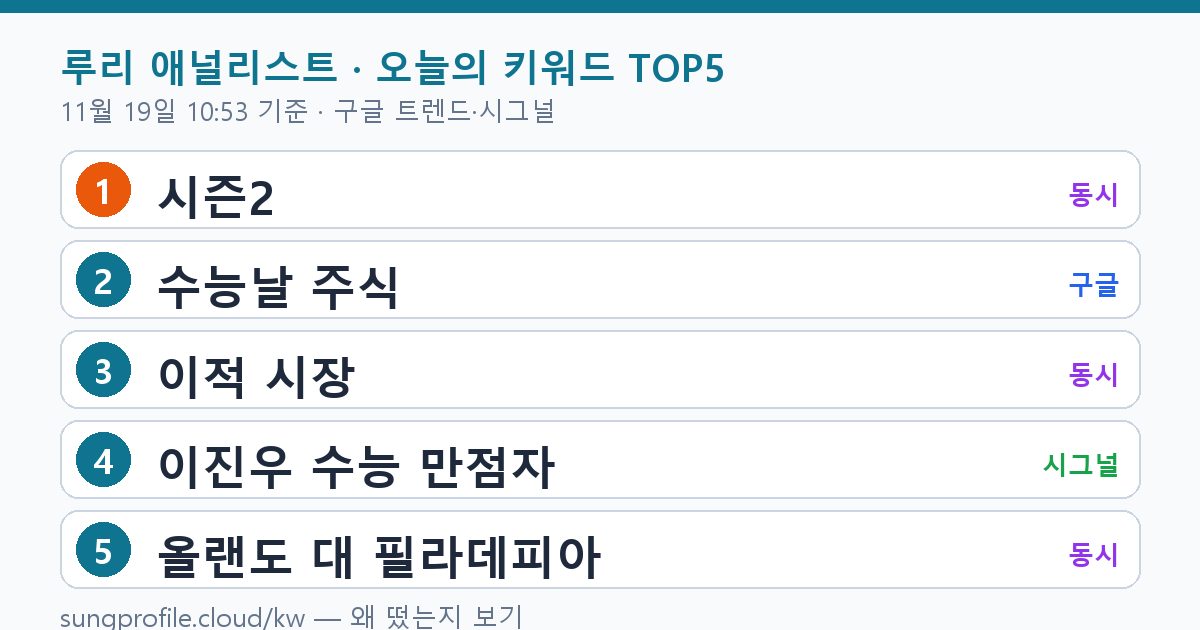 루리 애널리스트 · 오늘의 키워드 TOP5
11월 19일 10:53 기준 · 구글 트렌드·시그널
1 시즌2 동시
2 수능날 주식 구글
3 이적 시장 동시
4 이진우 수능 만점자 시그널
5 올랜도 대 필라데피아 동시
sungprofile.cloud/kw — 왜 떴는지 보기